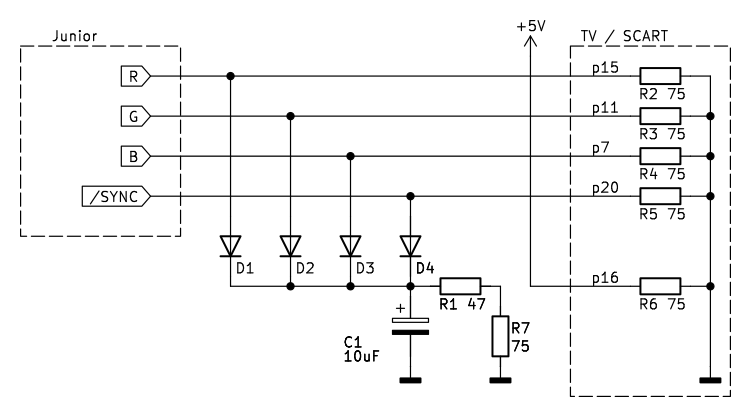 +5V
Junior
TV / SCART
R
p15
R2 75
G
p11
R3 75
B
p7
R4 75
/SYNC
p20
R5 75
D1
D2
D3
D4
p16
R1 47
R6 75
+
C1
10uF
R7
75